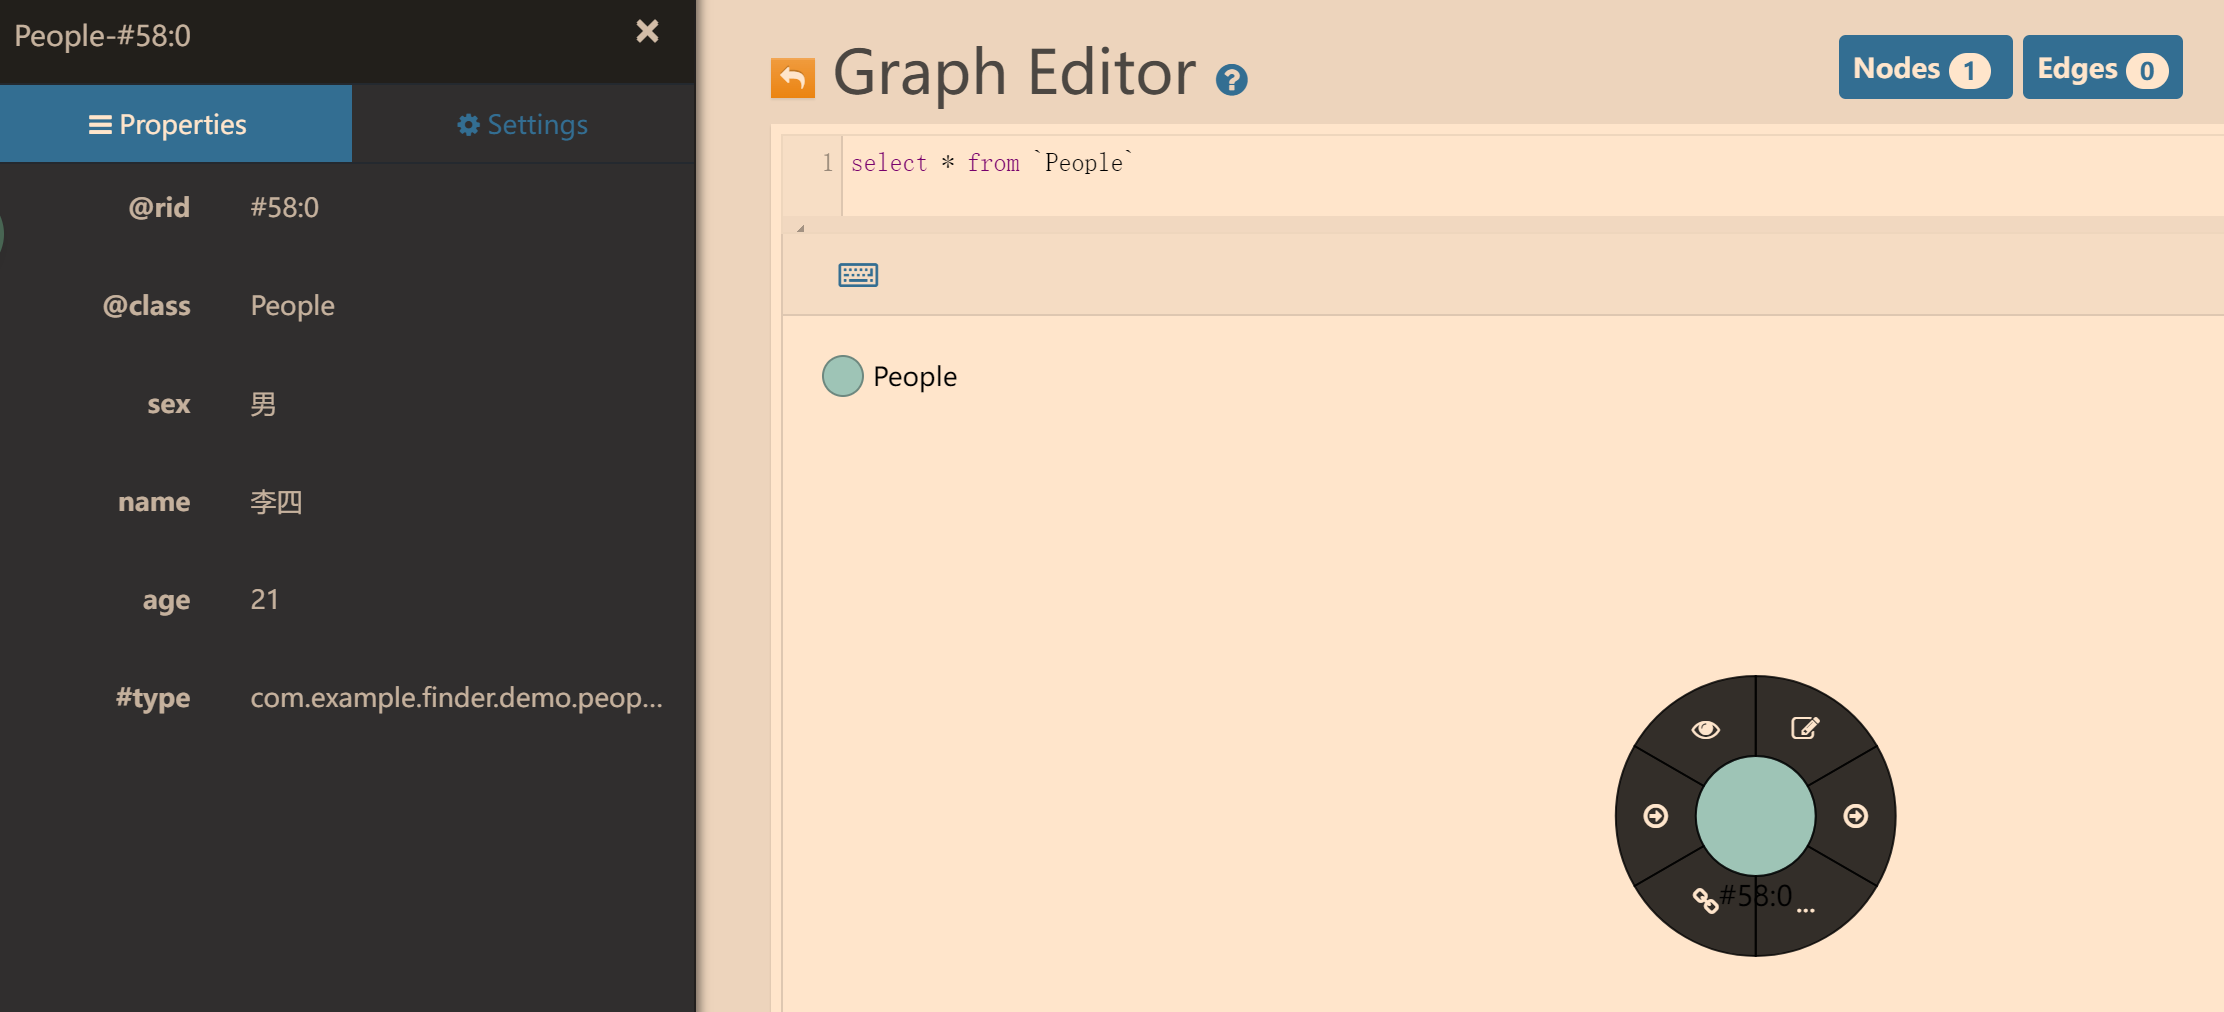 People-#58:0
Properties
Settings
@rid #58:0
@class People
sex 男
name 李四
age 21
#type com.example.finder.demo.peop...
Graph Editor
Nodes 1
Edges 0
1 select * from `People`
People
#58:0